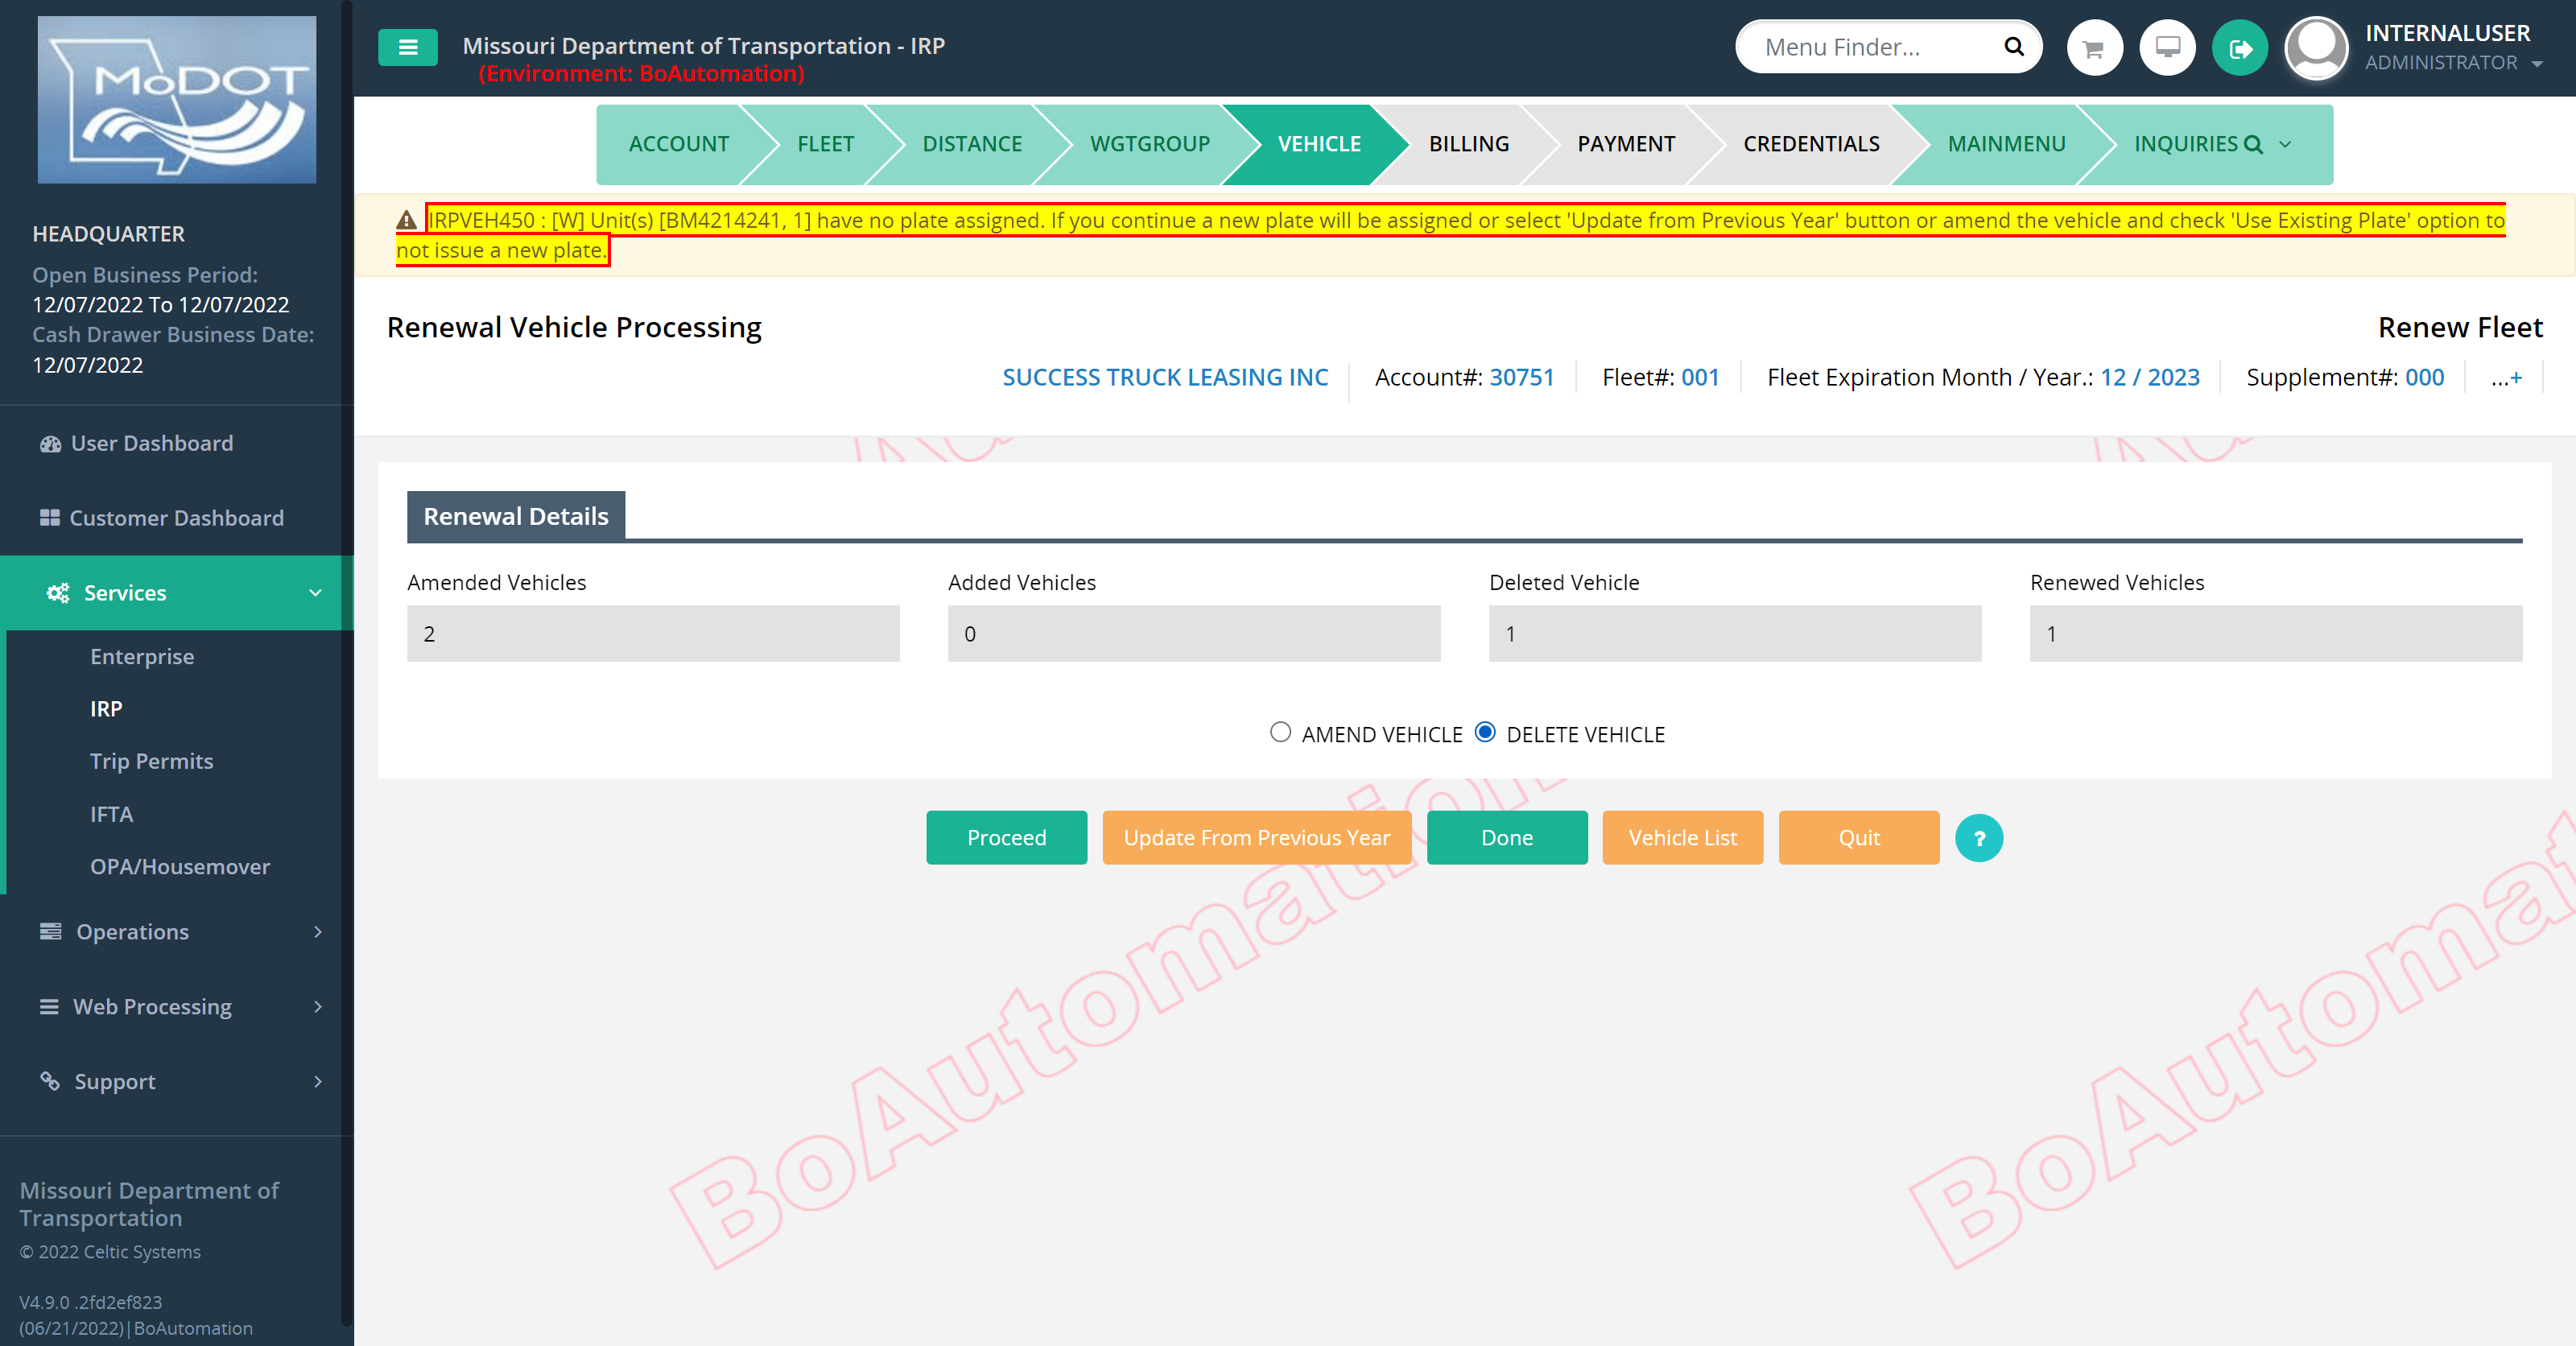 MoDOT
HEADQUARTER
Open Business Period:
12/07/2022 To 12/07/2022
Cash Drawer Business Date:
12/07/2022
User Dashboard
Customer Dashboard
Services
Enterprise
IRP
Trip Permits
IFTA
OPA/Housemover
Operations
Web Processing
Support
Missouri Department of
Transportation
© 2022 Celtic Systems
V4.9.0 .2fd2ef823
(06/21/2022)|BoAutomation
Missouri Department of Transportation - IRP
(Environment: BoAutomation)
Menu Finder...
INTERNALUSER
ADMINISTRATOR
ACCOUNT FLEET DISTANCE WGTGROUP VEHICLE BILLING PAYMENT CREDENTIALS MAINMENU INQUIRIES
IRPVEH450 : [W] Unit(s) [BM4214241, 1] have no plate assigned. If you continue a new plate will be assigned or select 'Update from Previous Year' button or amend the vehicle and check 'Use Existing Plate' option to
not issue a new plate.
Renewal Vehicle Processing Renew Fleet
SUCCESS TRUCK LEASING INC Account#: 30751 Fleet#: 001 Fleet Expiration Month / Year.: 12 / 2023 Supplement#: 000 ...+
Renewal Details
Amended Vehicles Added Vehicles Deleted Vehicle Renewed Vehicles
2 0 1 1
AMEND VEHICLE DELETE VEHICLE
Proceed Update From Previous Year Done Vehicle List Quit ?
BoAutomation
BoAutomat